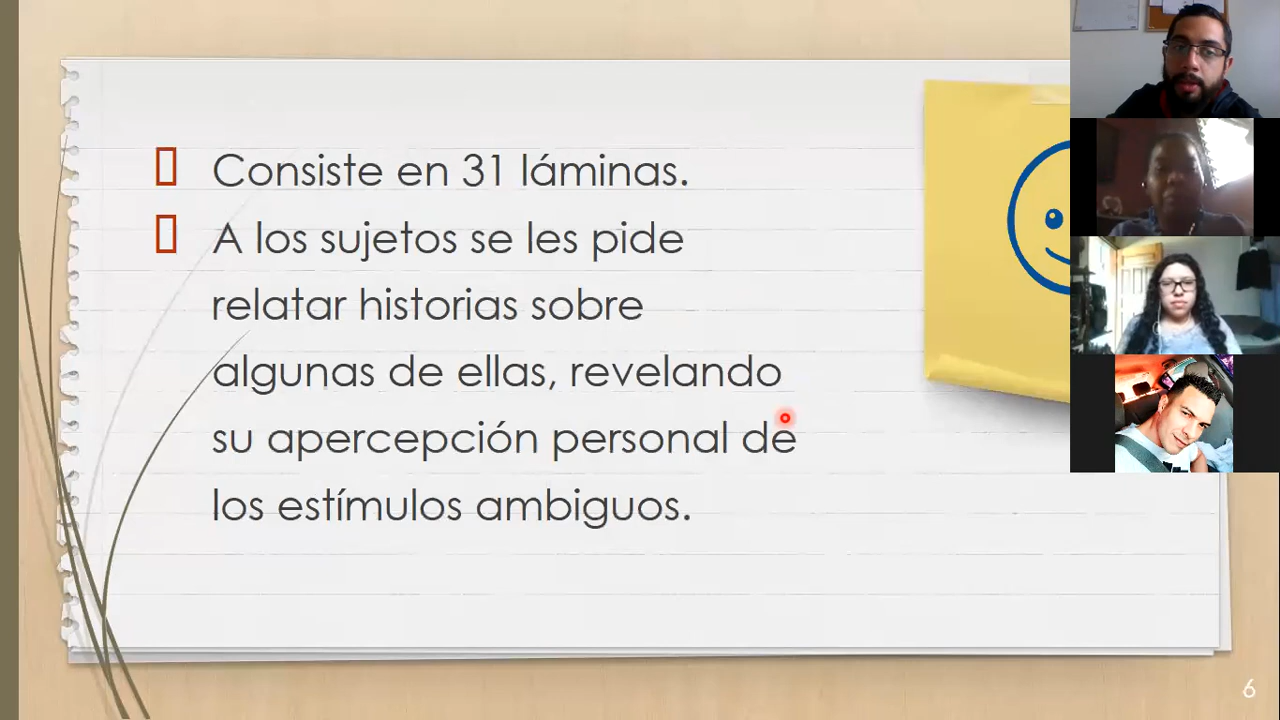 Consiste en 31 láminas.
A los sujetos se les pide
relatar historias sobre
algunas de ellas, revelando
su apercepción personal de
los estímulos ambiguos.
6